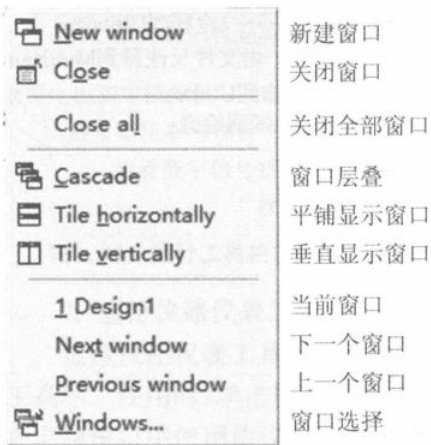 New window 新建窗口
Close 关闭窗口
Close all 关闭全部窗口
Cascade 窗口层叠
Tile horizontally 平铺显示窗口
Tile vertically 垂直显示窗口
1 Design1 当前窗口
Next window 下一个窗口
Previous window 上一个窗口
Windows... 窗口选择